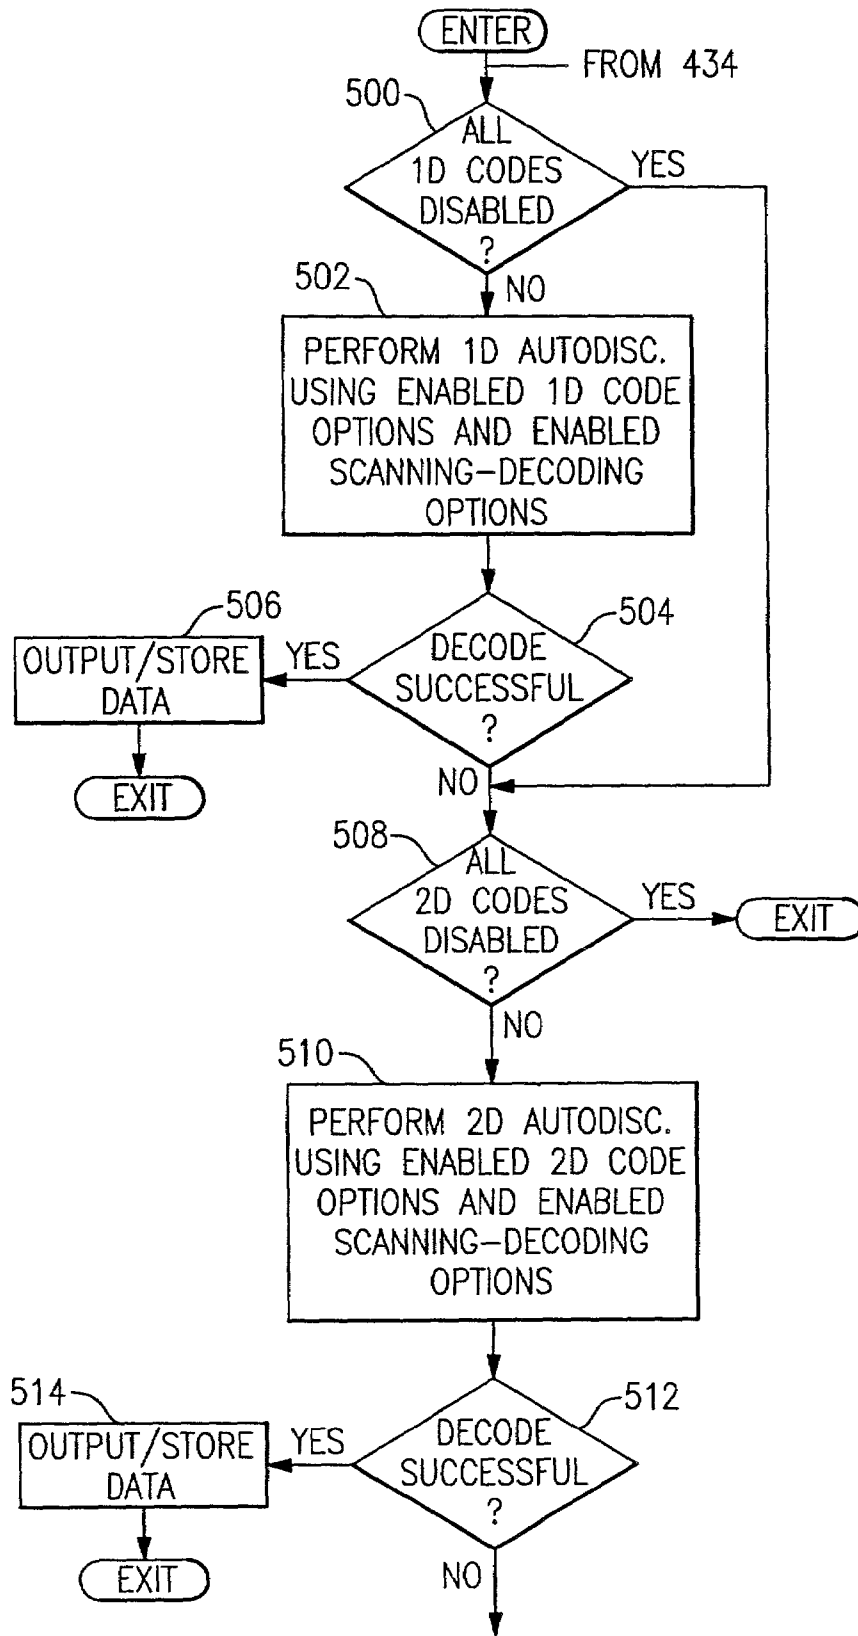 ENTER
FROM 434
500
ALL
1D CODES
DISABLED
?
YES
NO
502
PERFORM 1D AUTODISC.
USING ENABLED 1D CODE
OPTIONS AND ENABLED
SCANNING-DECODING
OPTIONS
504
DECODE
SUCCESSFUL
?
YES
506
OUTPUT/STORE
DATA
EXIT
NO
508
ALL
2D CODES
DISABLED
?
YES
EXIT
NO
510
PERFORM 2D AUTODISC.
USING ENABLED 2D CODE
OPTIONS AND ENABLED
SCANNING-DECODING
OPTIONS
512
DECODE
SUCCESSFUL
?
YES
514
OUTPUT/STORE
DATA
EXIT
NO